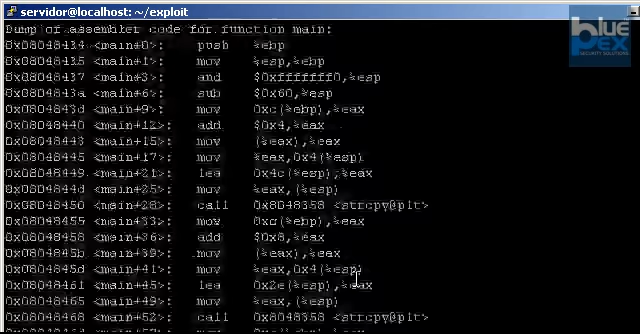 servidor@localhost: ~/exploit
blue
pex
SECURITY SOLUTIONS
Dump of assembler code for function main:
0x08048434 <main+0>: push %ebp
0x08048435 <main+1>: mov %esp,%ebp
0x08048437 <main+3>: and $0xfffffff0,%esp
0x0804843a <main+6>: sub $0x60,%esp
0x0804843d <main+9>: mov 0xc(%ebp),%eax
0x08048440 <main+12>: add $0x4,%eax
0x08048443 <main+15>: mov (%eax),%eax
0x08048445 <main+17>: mov %eax,0x4(%esp)
0x08048449 <main+21>: lea 0x4c(%esp),%eax
0x0804844d <main+25>: mov %eax,(%esp)
0x08048450 <main+28>: call 0x8048358 <strcpy@plt>
0x08048455 <main+33>: mov 0xc(%ebp),%eax
0x08048458 <main+36>: add $0x8,%eax
0x0804845b <main+39>: mov (%eax),%eax
0x0804845d <main+41>: mov %eax,0x4(%esp)
0x08048461 <main+45>: lea 0x2e(%esp),%eax
0x08048465 <main+49>: mov %eax,(%esp)
0x08048468 <main+52>: call 0x8048358 <strcpy@plt>